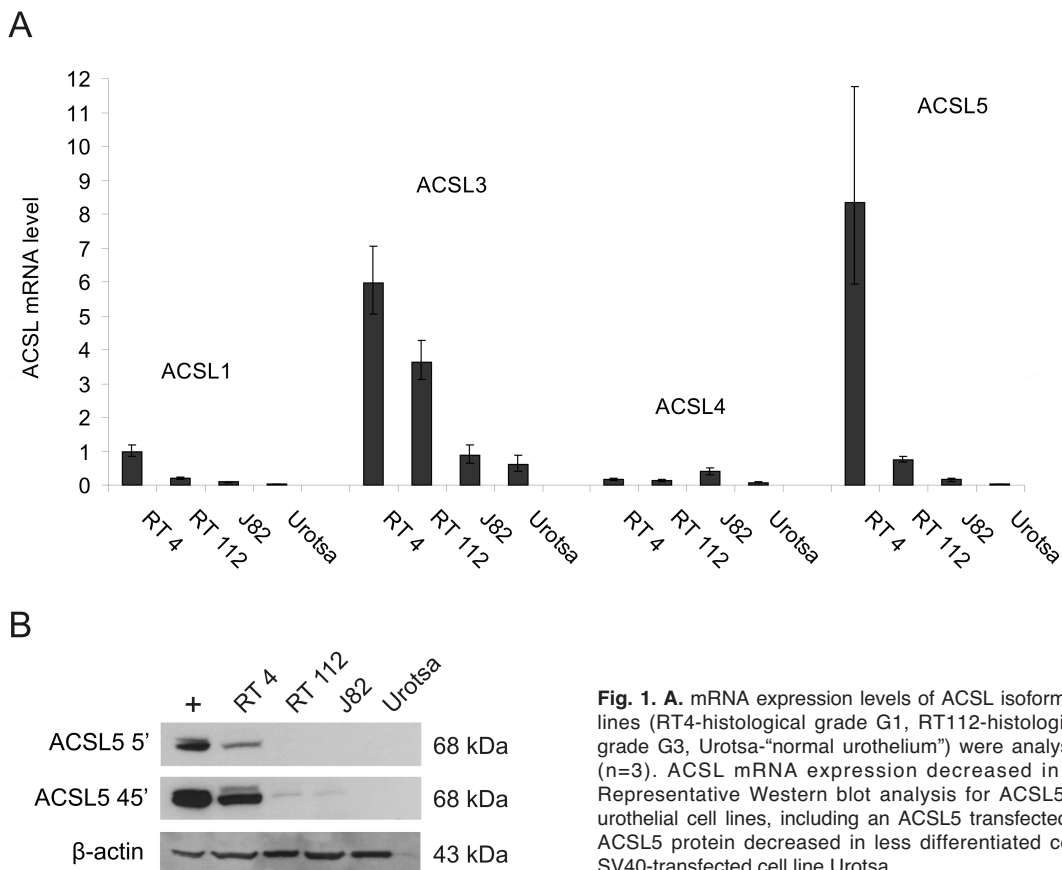 A
12
11
10
9
8
7
6
5
4
3
2
1
0
ACSL mRNA level
ACSL1
ACSL3
ACSL4
ACSL5
RT 4
RT 112
J82
Urotsa
RT 4
RT 112
J82
Urotsa
RT 4
RT 112
J82
Urotsa
RT 4
RT 112
J82
Urotsa
B
+
RT 4
RT 112
J82
Urotsa
ACSL5 5’
68 kDa
ACSL5 45’
68 kDa
β-actin
43 kDa
Fig. 1. A. mRNA expression levels of ACSL isoform
lines (RT4-histological grade G1, RT112-histologi
grade G3, Urotsa-“normal urothelium”) were analys
(n=3). ACSL mRNA expression decreased in
Representative Western blot analysis for ACSL5
urothelial cell lines, including an ACSL5 transfected
ACSL5 protein decreased in less differentiated ce
SV40-transfected cell line Urotsa